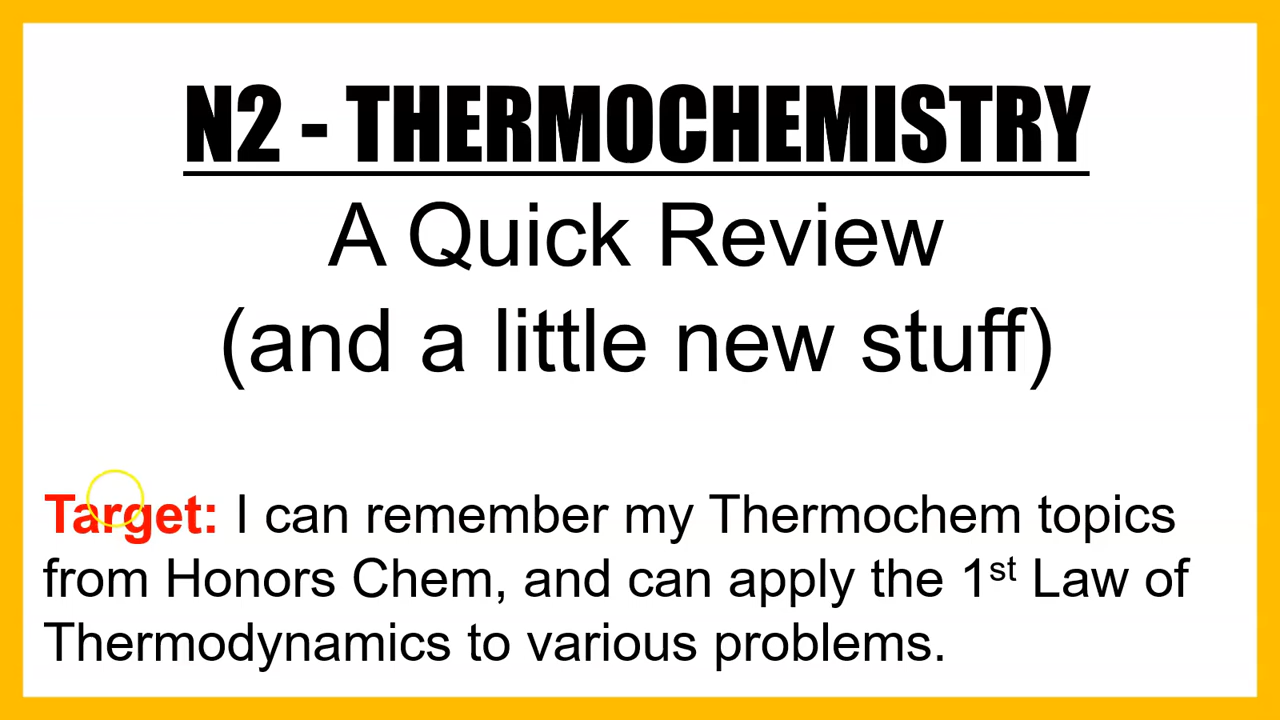 N2 - THERMOCHEMISTRY
A Quick Review
(and a little new stuff)
Target: I can remember my Thermochem topics
from Honors Chem, and can apply the 1st Law of
Thermodynamics to various problems.